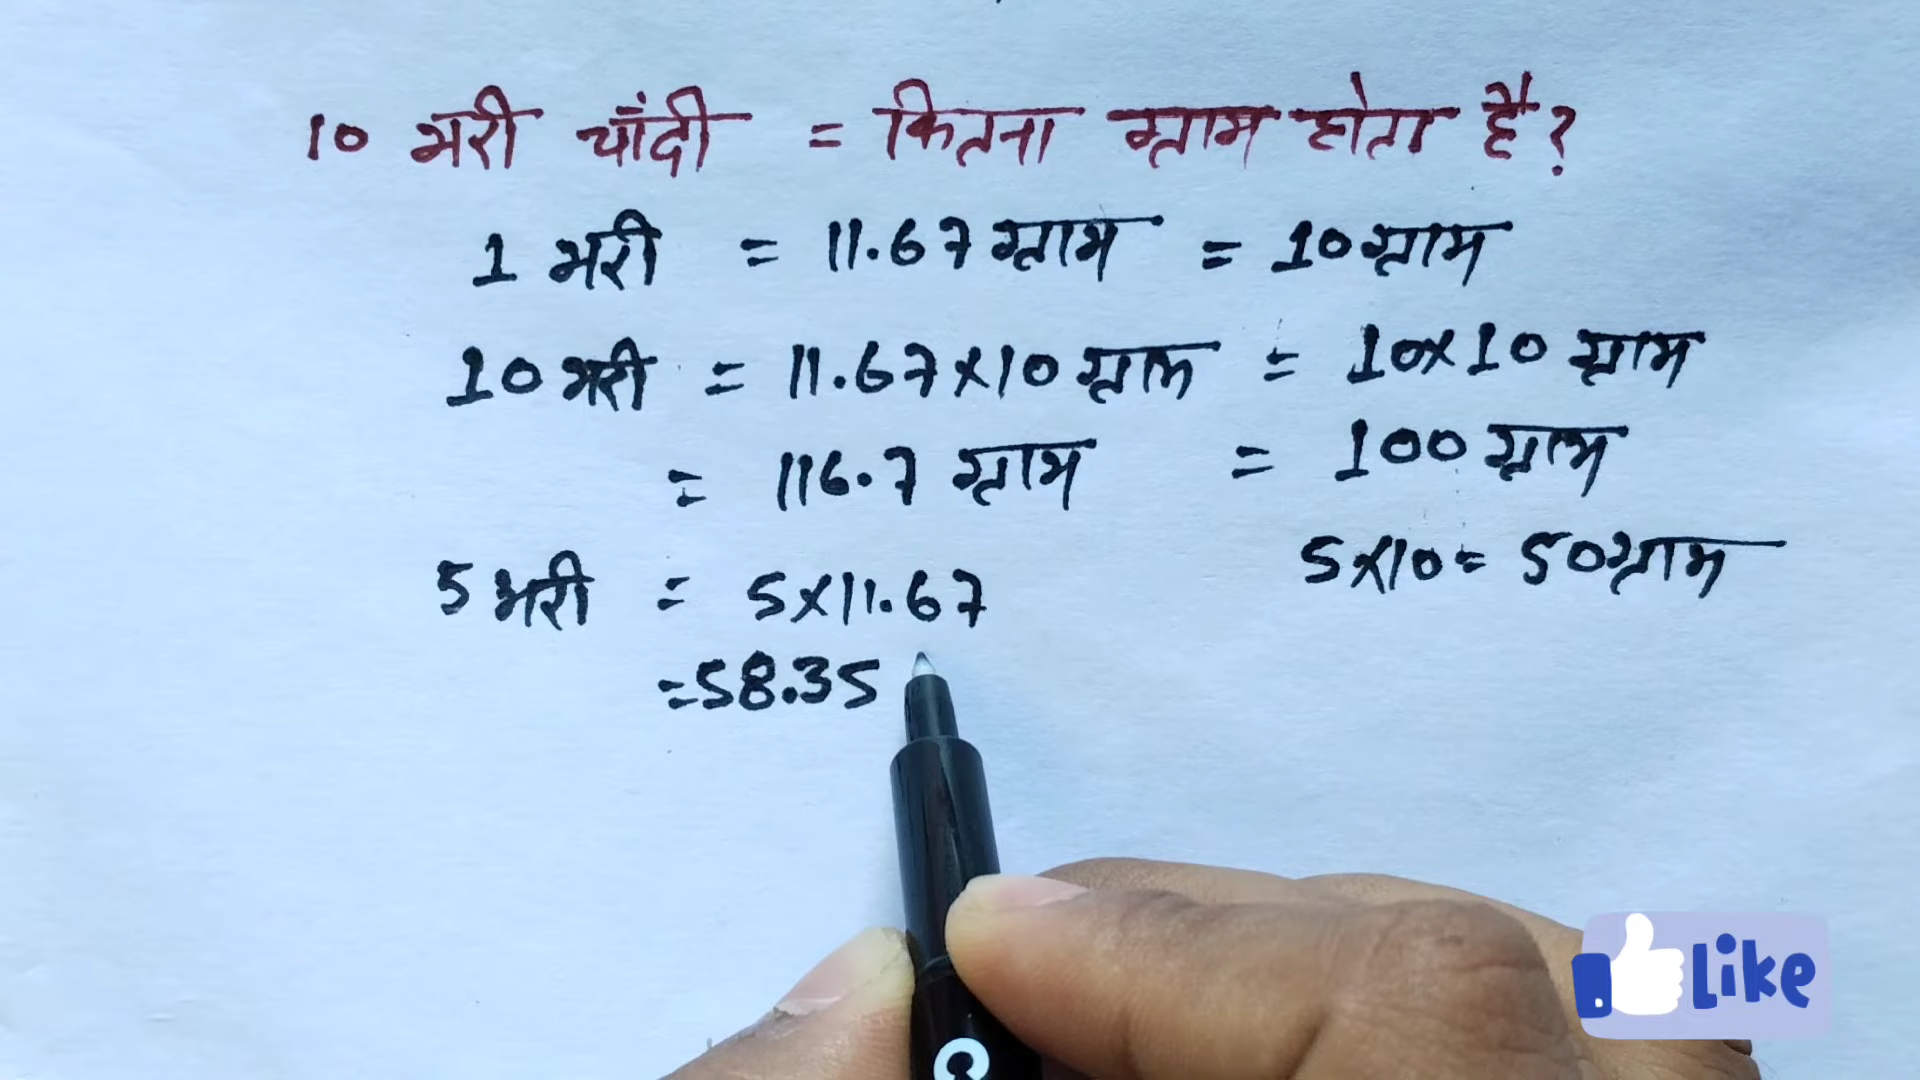 10 भरी चांदी = कितना ग्राम होता है?
1 भरी = 11.67 ग्राम = 10 ग्राम
10 भरी = 11.67×10 ग्राम = 10×10 ग्राम
= 116.7 ग्राम = 100 ग्राम
5 भरी = 5×11.67 5×10= 50ग्राम
=58.35
C
Like